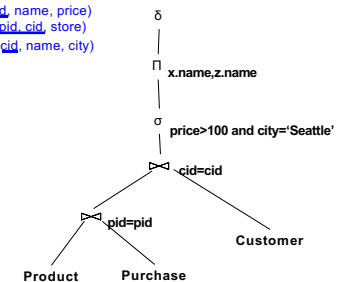 d, name, price)
pid, cid, store)
cid, name, city)
δ
Π x.name,z.name
σ price>100 and city=‘Seattle’
cid=cid
pid=pid
Customer
Product Purchase